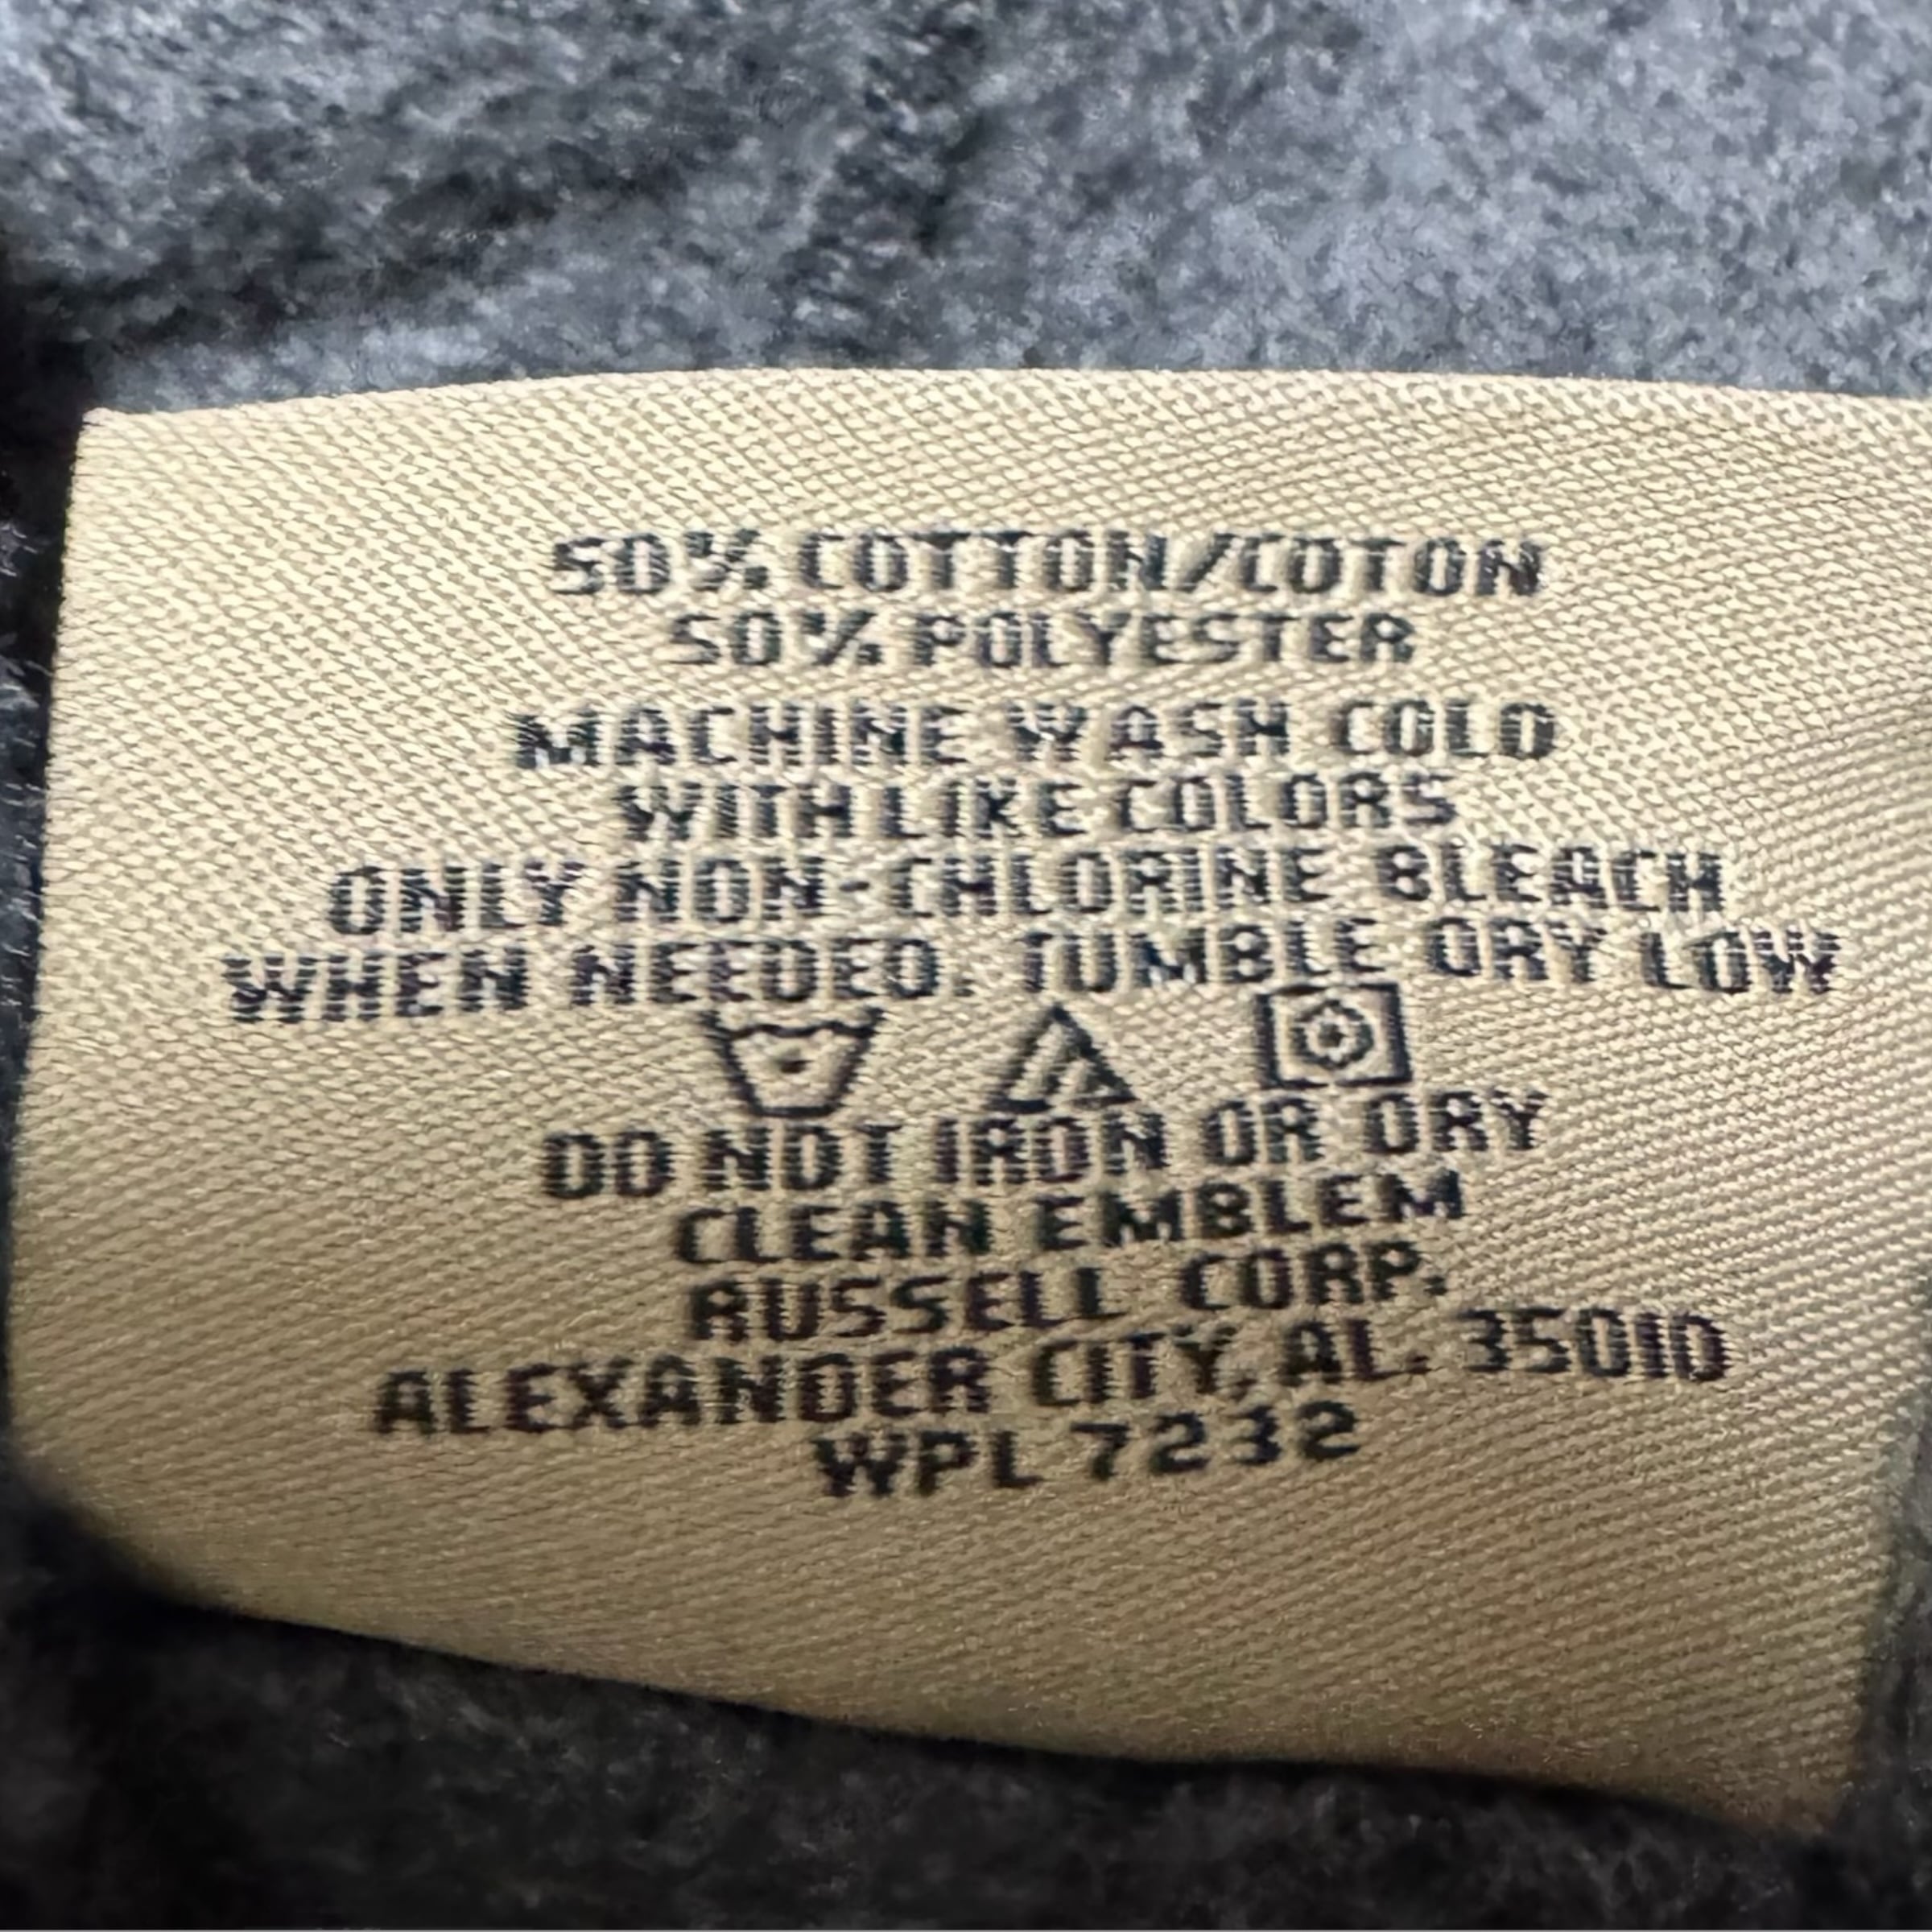 50% COTTON/COTON
50% POLYESTER
MACHINE WASH COLD
WITH LIKE COLORS
ONLY NON-CHLORINE BLEACH
WHEN NEEDED. TUMBLE DRY LOW
DO NOT IRON OR DRY
CLEAN EMBLEM
RUSSELL CORP.
ALEXANDER CITY, AL. 35010
WPL 7232